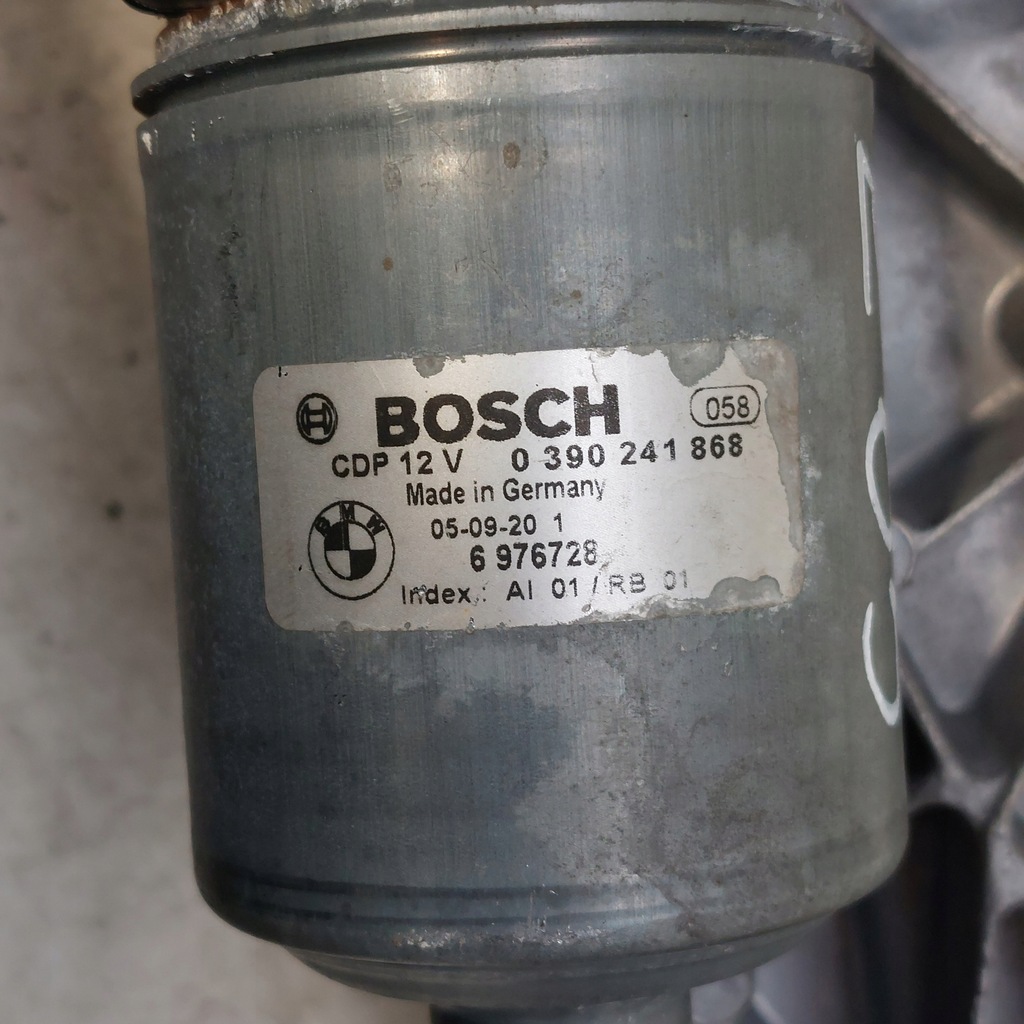 BOSCH 058
CDP 12 V 0 390 241 868
Made in Germany
BMW 05-09-20 1
6 976728
Index.: AI 01 / RB 01